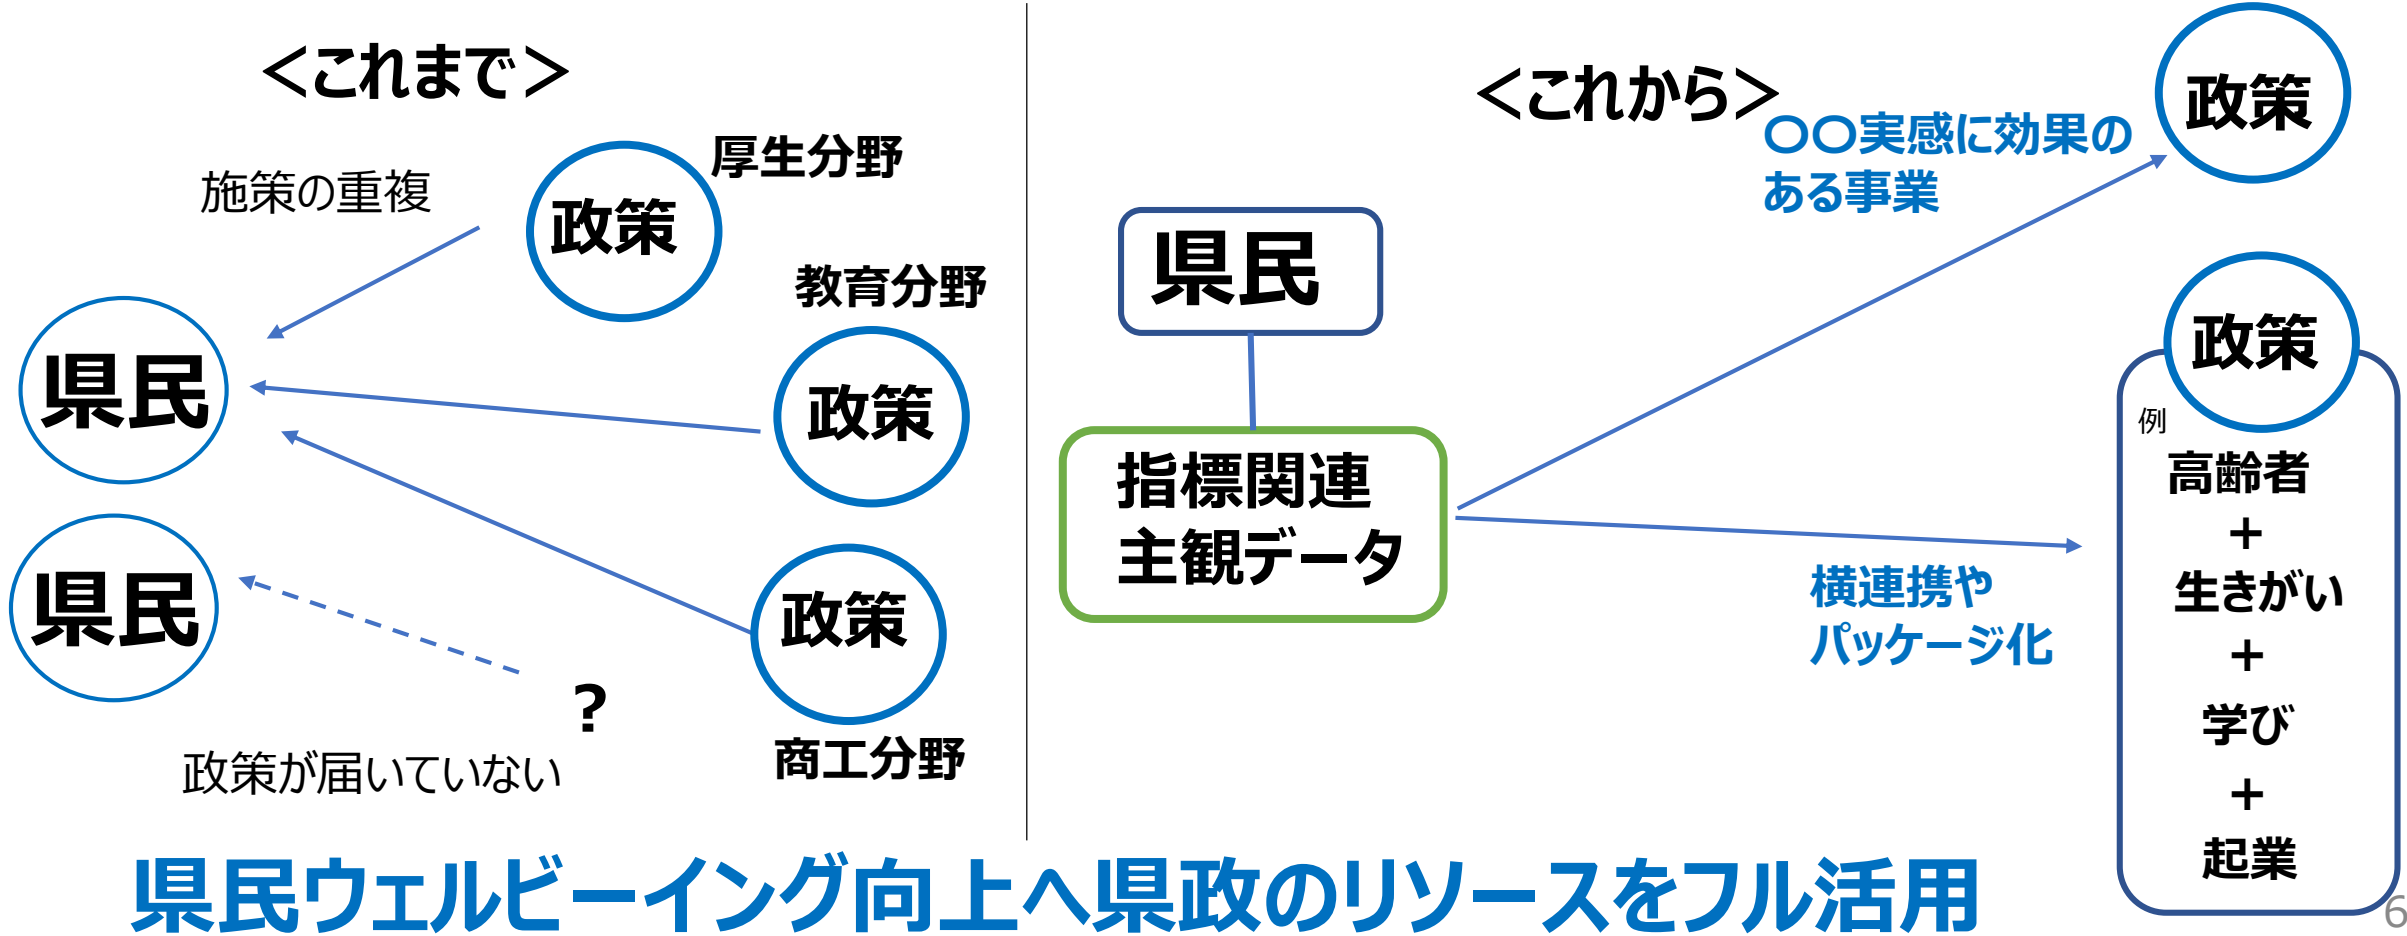 ＜これまで＞
施策の重複
厚生分野
政策
教育分野
県民
政策
県民
政策
?
政策が届いていない
商工分野
＜これから＞
〇〇実感に効果の
ある事業
政策
県民
政策
指標関連
主観データ
横連携や
パッケージ化
例
高齢者
＋
生きがい
＋
学び
＋
起業
県民ウェルビーイング向上へ県政のリソースをフル活用
6